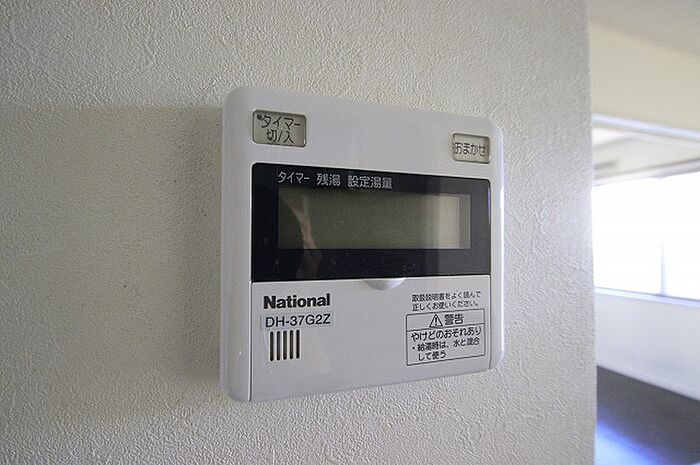 タイマー
切/入
おまかせ
タイマー 残湯 設定湯量
National
DH-37G2Z
取扱説明書をよく読んで
正しくお使いください。
警告
やけどのおそれあり
・給湯時は、水と混合
して使う